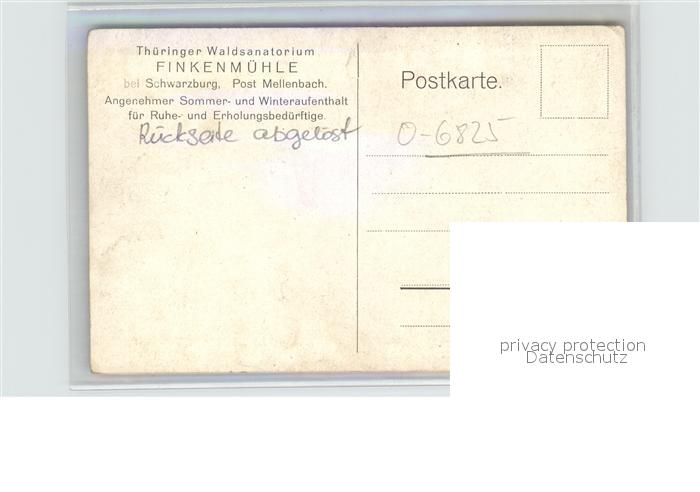 Thüringer Waldsanatorium
FINKENMÜHLE
bei Schwarzburg, Post Mellenbach.
Angenehmer Sommer- und Winteraufenthalt
für Ruhe- und Erholungsbedürftige.
Rückseite abgelöst
Postkarte.
O-6825
privacy protection
Datenschutz